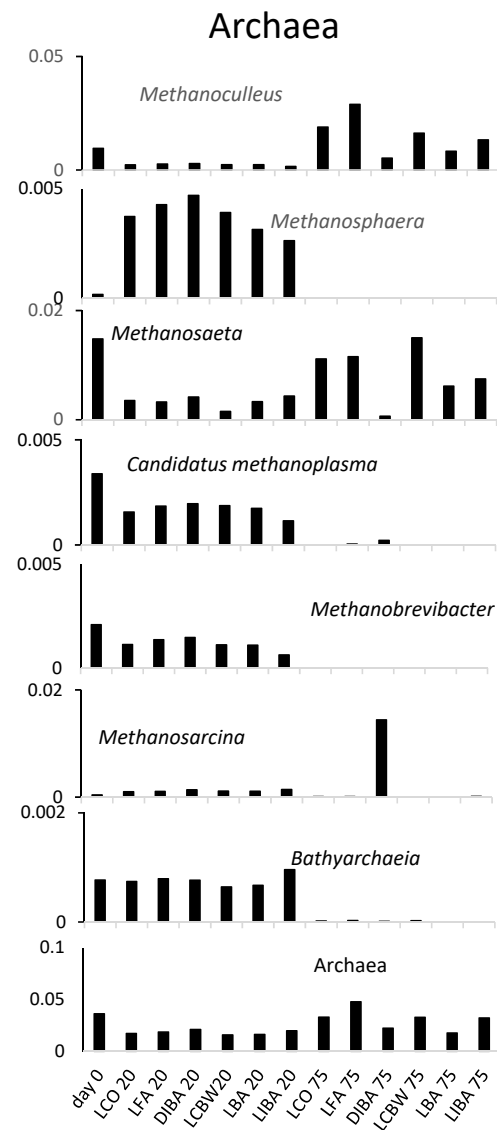 Archaea
0.05
Methanoculleus
0
0.005
Methanosphaera
0
0.02
Methanosaeta
0
0.005
Candidatus methanoplasma
0
0.005
Methanobrevibacter
0
0.02
Methanosarcina
0
0.002
Bathyarchaeia
0
0.1
Archaea
0.05
0
day 0
LCO 20
LFA 20
DIBA 20
LCBW20
LBA 20
LIBA 20
LCO 75
LFA 75
DIBA 75
LCBW 75
LBA 75
LIBA 75